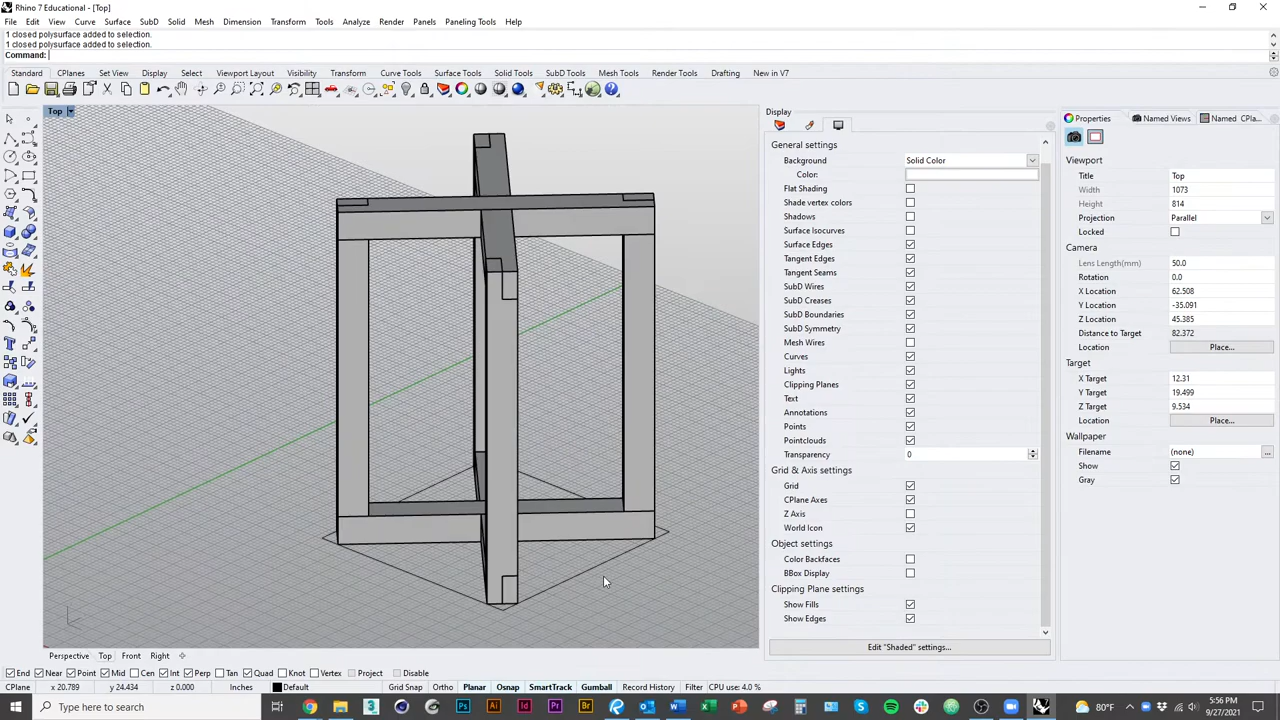 Rhino 7 Educational - [Top]
File Edit View Curve Surface SubD Solid Mesh Dimension Transform Tools Analyze Render Panels Paneling Tools Help
1 closed polysurface added to selection.
1 closed polysurface added to selection.
Command:
Standard CPlanes Set View Display Select Viewport Layout Visibility Transform Curve Tools Surface Tools Solid Tools SubD Tools Mesh Tools Render Tools Drafting New in V7
Top
Display
General settings
Background Solid Color
Color:
Flat Shading
Shade vertex colors
Shadows
Surface Isocurves
Surface Edges
Tangent Edges
Tangent Seams
SubD Wires
SubD Creases
SubD Boundaries
SubD Symmetry
Mesh Wires
Curves
Lights
Clipping Planes
Text
Annotations
Points
Pointclouds
Transparency 0
Grid & Axis settings
Grid
CPlane Axes
Z Axis
World Icon
Object settings
Color Backfaces
BBox Display
Clipping Plane settings
Show Fills
Show Edges
Edit "Shaded" settings...
Properties Named Views Named CPla...
Viewport
Title Top
Width 1073
Height 814
Projection Parallel
Locked
Camera
Lens Length(mm) 50.0
Rotation 0.0
X Location 62.508
Y Location -35.091
Z Location 45.385
Distance to Target 82.372
Location Place...
Target
X Target 12.31
Y Target 19.499
Z Target 9.534
Location Place...
Wallpaper
Filename (none) ...
Show
Gray
Perspective Top Front Right
End Near Point Mid Cen Int Perp Tan Quad Knot Vertex Project Disable
CPlane x 20.789 y 24.434 z 0.000 Inches Default Grid Snap Ortho Planar Osnap SmartTrack Gumball Record History Filter CPU use: 4.0 %
Type here to search
80°F
5:56 PM
9/27/2021